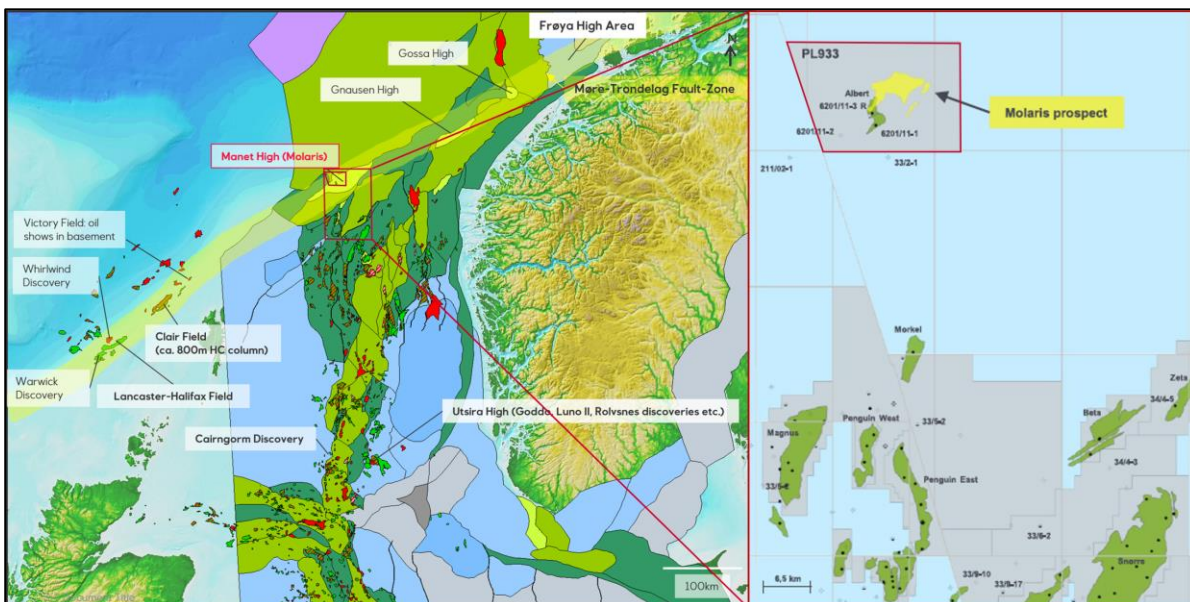 Frøya High Area
N
Gossa High
Gnausen High
Møre-Trondelag Fault-Zone
Manet High (Molaris)
Victory Field: oil
shows in basement
Whirlwind
Discovery
Clair Field
(ca. 800m HC column)
Warwick
Discovery
Lancaster-Halifax Field
Utsira High (Goddo, Luno II, Rolvsnes discoveries etc.)
Cairngorm Discovery
100km
PL933
Albert
6201/11-3 R
6201/11-2
6201/11-1
Molaris prospect
211/02-1
33/2-1
Morkel
Zeta
34/4-5
Penguin West
33/5-2
Beta
Magnus
34/4-3
Penguin East
33/6-2
Snorre
33/9-10
33/9-17
6,5 km